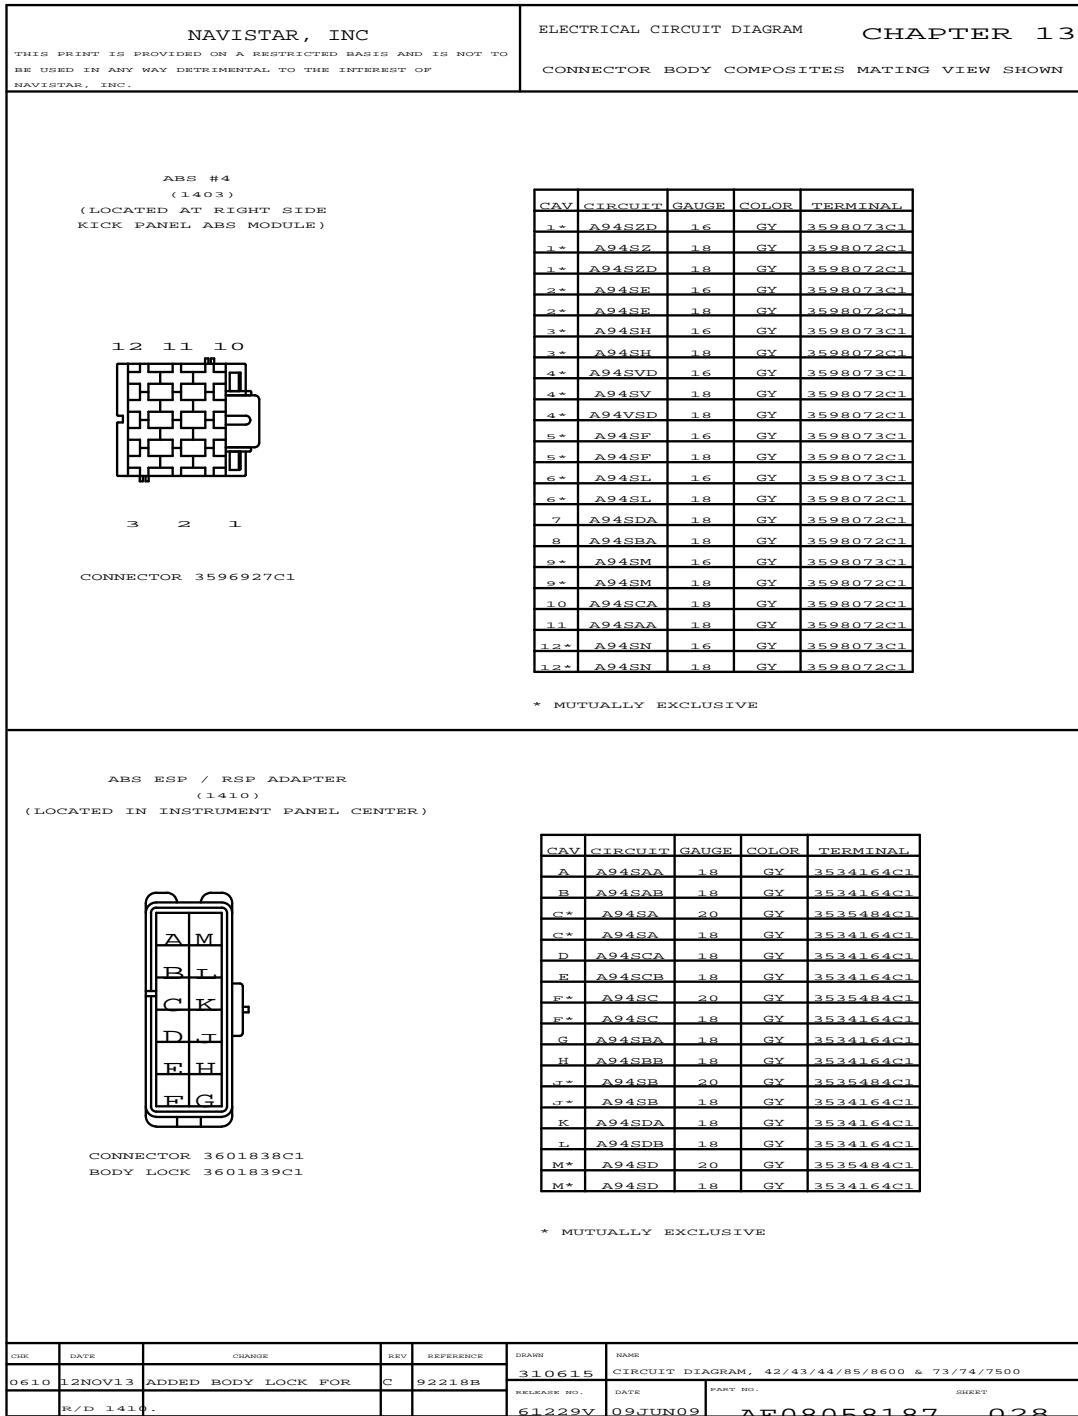 NAVISTAR, INC
THIS PRINT IS PROVIDED ON A RESTRICTED BASIS AND IS NOT TO
BE USED IN ANY WAY DETRIMENTAL TO THE INTEREST OF
NAVISTAR, INC.
ELECTRICAL CIRCUIT DIAGRAM CHAPTER 13
CONNECTOR BODY COMPOSITES MATING VIEW SHOWN
ABS #4
(1403)
(LOCATED AT RIGHT SIDE
KICK PANEL ABS MODULE)
12 11 10
3 2 1
CONNECTOR 3596927C1
CAV CIRCUIT GAUGE COLOR TERMINAL
1* A94SZD 16 GY 3598073C1
1* A94SZ 18 GY 3598072C1
1* A94SZD 18 GY 3598072C1
2* A94SE 16 GY 3598073C1
2* A94SE 18 GY 3598072C1
3* A94SH 16 GY 3598073C1
3* A94SH 18 GY 3598072C1
4* A94SVD 16 GY 3598073C1
4* A94SV 18 GY 3598072C1
4* A94VSD 18 GY 3598072C1
5* A94SF 16 GY 3598073C1
5* A94SF 18 GY 3598072C1
6* A94SL 16 GY 3598073C1
6* A94SL 18 GY 3598072C1
7 A94SDA 18 GY 3598072C1
8 A94SBA 18 GY 3598072C1
9* A94SM 16 GY 3598073C1
9* A94SM 18 GY 3598072C1
10 A94SCA 18 GY 3598072C1
11 A94SAA 18 GY 3598072C1
12* A94SN 16 GY 3598073C1
12* A94SN 18 GY 3598072C1
* MUTUALLY EXCLUSIVE
ABS ESP / RSP ADAPTER
(1410)
(LOCATED IN INSTRUMENT PANEL CENTER)
A M
B L
C K
D J
E H
F G
CONNECTOR 3601838C1
BODY LOCK 3601839C1
CAV CIRCUIT GAUGE COLOR TERMINAL
A A94SAA 18 GY 3534164C1
B A94SAB 18 GY 3534164C1
C* A94SA 20 GY 3535484C1
C* A94SA 18 GY 3534164C1
D A94SCA 18 GY 3534164C1
E A94SCB 18 GY 3534164C1
F* A94SC 20 GY 3535484C1
F* A94SC 18 GY 3534164C1
G A94SBA 18 GY 3534164C1
H A94SBB 18 GY 3534164C1
J* A94SB 20 GY 3535484C1
J* A94SB 18 GY 3534164C1
K A94SDA 18 GY 3534164C1
L A94SDB 18 GY 3534164C1
M* A94SD 20 GY 3535484C1
M* A94SD 18 GY 3534164C1
* MUTUALLY EXCLUSIVE
CHK DATE CHANGE REV REFERENCE
0610 12NOV13 ADDED BODY LOCK FOR C 92218B
R/D 1410.
DRAWN NAME
310615 CIRCUIT DIAGRAM, 42/43/44/85/8600 & 73/74/7500
RELEASE NO. DATE PART NO. SHEET
61229V 09JUN09 AF08058187 028